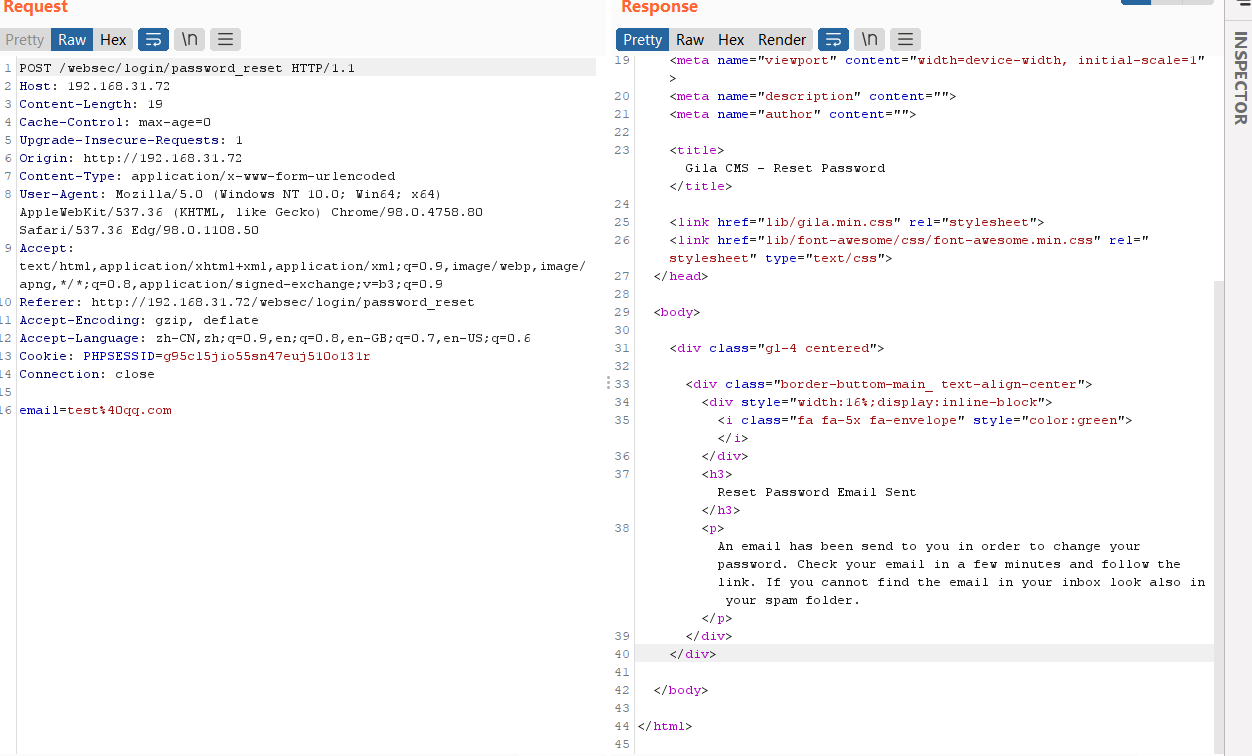 Request
Pretty Raw Hex \n
1 POST /websec/login/password_reset HTTP/1.1
2 Host: 192.168.31.72
3 Content-Length: 19
4 Cache-Control: max-age=0
5 Upgrade-Insecure-Requests: 1
6 Origin: http://192.168.31.72
7 Content-Type: application/x-www-form-urlencoded
8 User-Agent: Mozilla/5.0 (Windows NT 10.0; Win64; x64)
AppleWebKit/537.36 (KHTML, like Gecko) Chrome/98.0.4758.80
Safari/537.36 Edg/98.0.1108.50
9 Accept:
text/html,application/xhtml+xml,application/xml;q=0.9,image/webp,image/
apng,*/*;q=0.8,application/signed-exchange;v=b3;q=0.9
10 Referer: http://192.168.31.72/websec/login/password_reset
11 Accept-Encoding: gzip, deflate
12 Accept-Language: zh-CN,zh;q=0.9,en;q=0.8,en-GB;q=0.7,en-US;q=0.6
13 Cookie: PHPSESSID=g95cl5jio55sn47euj510o131r
14 Connection: close
15
16 email=test%40qq.com
Response
Pretty Raw Hex Render \n
19 <meta name="viewport" content="width=device-width, initial-scale=1"
>
20 <meta name="description" content="">
21 <meta name="author" content="">
22
23 <title>
Gila CMS - Reset Password
</title>
24
25 <link href="lib/gila.min.css" rel="stylesheet">
26 <link href="lib/font-awesome/css/font-awesome.min.css" rel="
stylesheet" type="text/css">
27 </head>
28
29 <body>
30
31 <div class="gl-4 centered">
32
33 <div class="border-buttom-main_ text-align-center">
34 <div style="width:16%;display:inline-block">
35 <i class="fa fa-5x fa-envelope" style="color:green">
</i>
36 </div>
37 <h3>
Reset Password Email Sent
</h3>
38 <p>
An email has been send to you in order to change your
password. Check your email in a few minutes and follow the
link. If you cannot find the email in your inbox look also in
your spam folder.
</p>
39 </div>
40 </div>
41
42 </body>
43
44 </html>
45
INSPECTOR